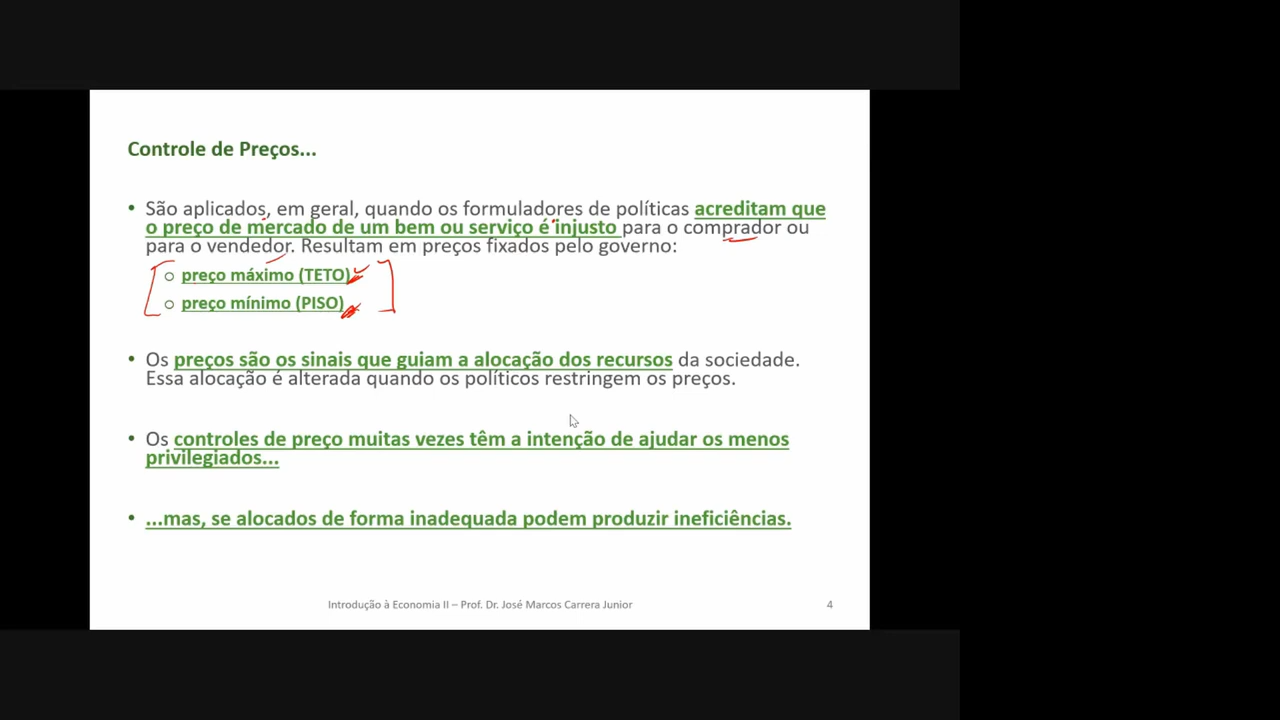 Controle de Preços...
• São aplicados, em geral, quando os formuladores de políticas acreditam que
o preço de mercado de um bem ou serviço é injusto para o comprador ou
para o vendedor. Resultam em preços fixados pelo governo:
o preço máximo (TETO)
o preço mínimo (PISO)
• Os preços são os sinais que guiam a alocação dos recursos da sociedade.
Essa alocação é alterada quando os políticos restringem os preços.
• Os controles de preço muitas vezes têm a intenção de ajudar os menos
privilegiados...
• ...mas, se alocados de forma inadequada podem produzir ineficiências.
Introdução à Economia II – Prof. Dr. José Marcos Carrera Junior 4